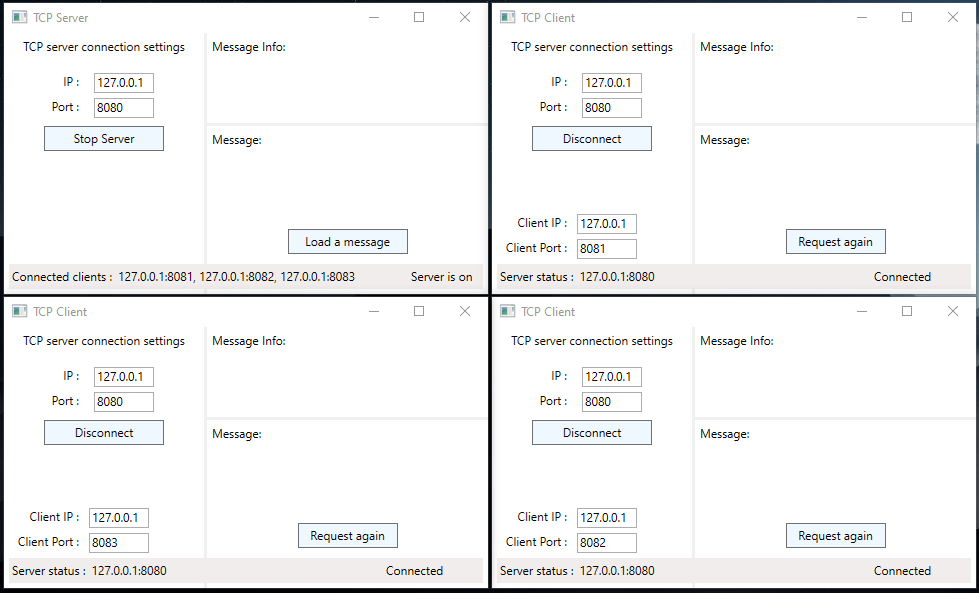 TCP Server
TCP server connection settings
IP : 127.0.0.1
Port : 8080
Stop Server
Message Info:
Message:
Load a message
Connected clients : 127.0.0.1:8081, 127.0.0.1:8082, 127.0.0.1:8083 Server is on
TCP Client
TCP server connection settings
IP : 127.0.0.1
Port : 8080
Disconnect
Client IP : 127.0.0.1
Client Port : 8081
Message Info:
Message:
Request again
Server status : 127.0.0.1:8080 Connected
TCP Client
TCP server connection settings
IP : 127.0.0.1
Port : 8080
Disconnect
Client IP : 127.0.0.1
Client Port : 8083
Message Info:
Message:
Request again
Server status : 127.0.0.1:8080 Connected
TCP Client
TCP server connection settings
IP : 127.0.0.1
Port : 8080
Disconnect
Client IP : 127.0.0.1
Client Port : 8082
Message Info:
Message:
Request again
Server status : 127.0.0.1:8080 Connected